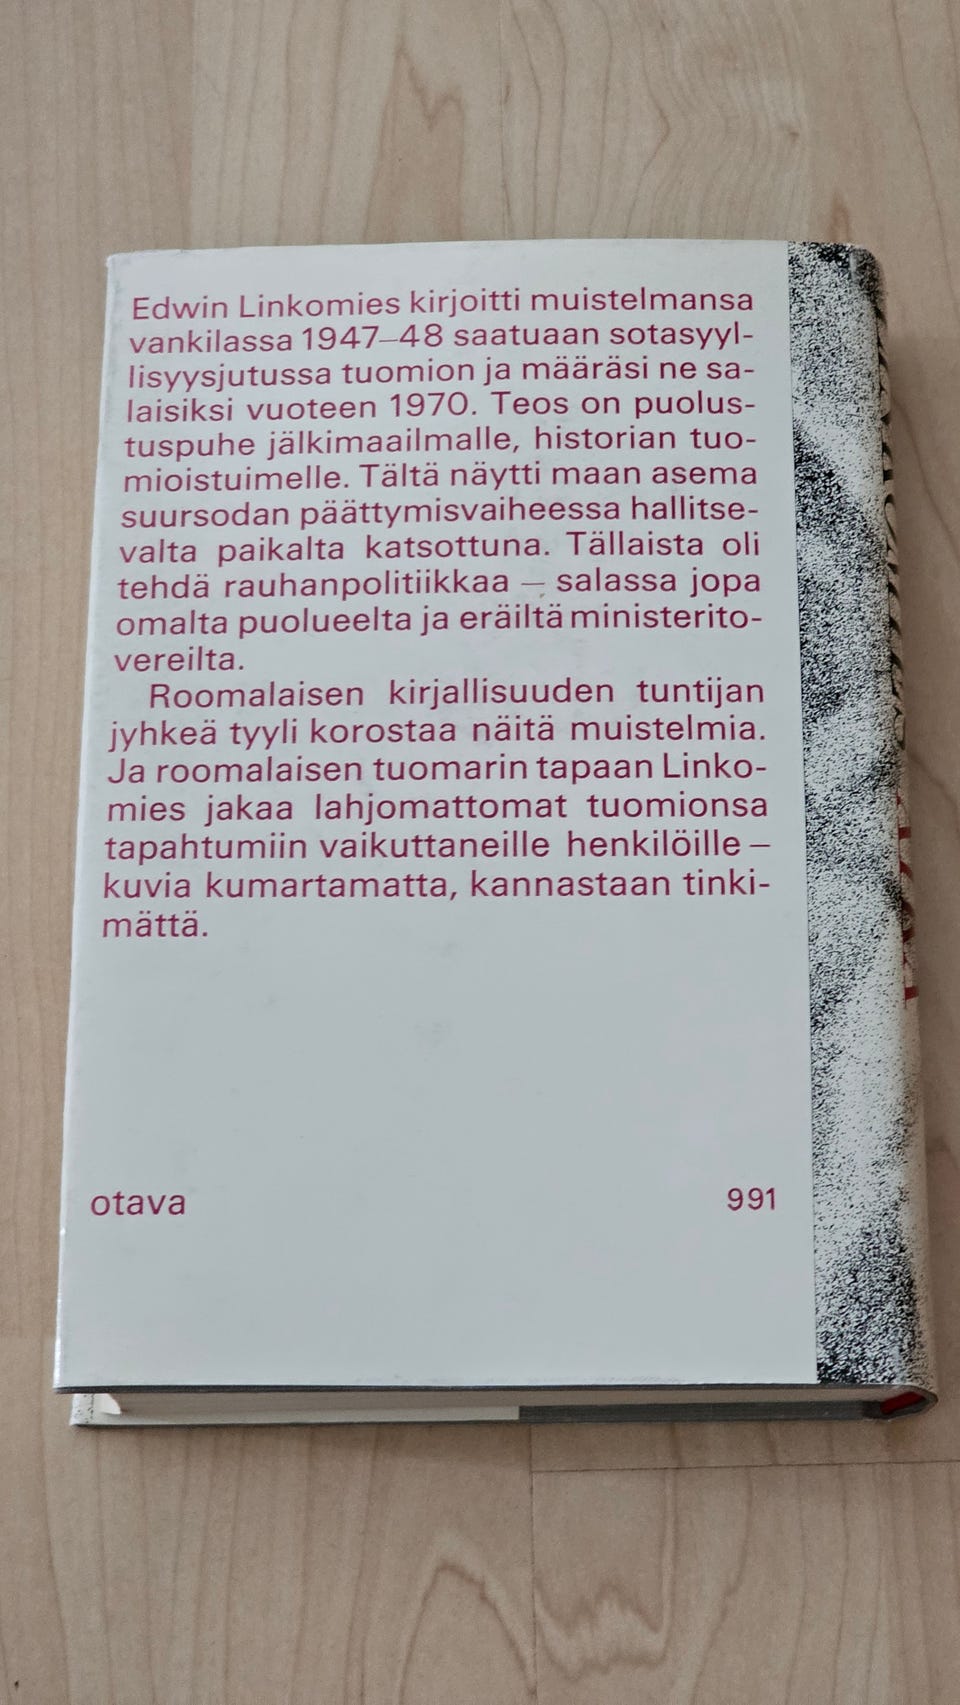 Edwin Linkomies kirjoitti muistelmansa
vankilassa 1947–48 saatuaan sotasyyl-
lisyysjutussa tuomion ja määräsi ne sa-
laisiksi vuoteen 1970. Teos on puolus-
tuspuhe jälkimaailmalle, historian tuo-
mioistuimelle. Tältä näytti maan asema
suursodan päättymisvaiheessa hallitse-
valta paikalta katsottuna. Tällaista oli
tehdä rauhanpolitiikkaa – salassa jopa
omalta puolueelta ja eräiltä ministerito-
vereilta.
Roomalaisen kirjallisuuden tuntijan
jyhkeä tyyli korostaa näitä muistelmia.
Ja roomalaisen tuomarin tapaan Linko-
mies jakaa lahjomattomat tuomionsa
tapahtumiin vaikuttaneille henkilöille –
kuvia kumartamatta, kannastaan tinki-
mättä.
otava
991